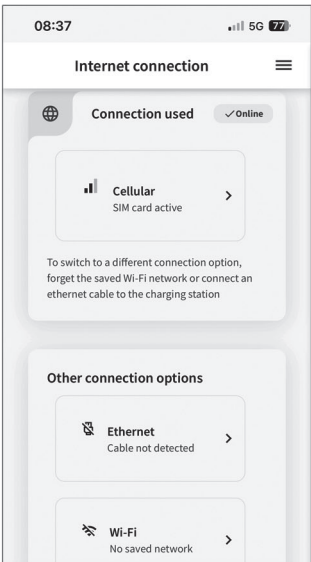 08:37
5G 77
Internet connection
Connection used
✓Online
Cellular
SIM card active
To switch to a different connection option,
forget the saved Wi-Fi network or connect an
ethernet cable to the charging station
Other connection options
Ethernet
Cable not detected
Wi-Fi
No saved network